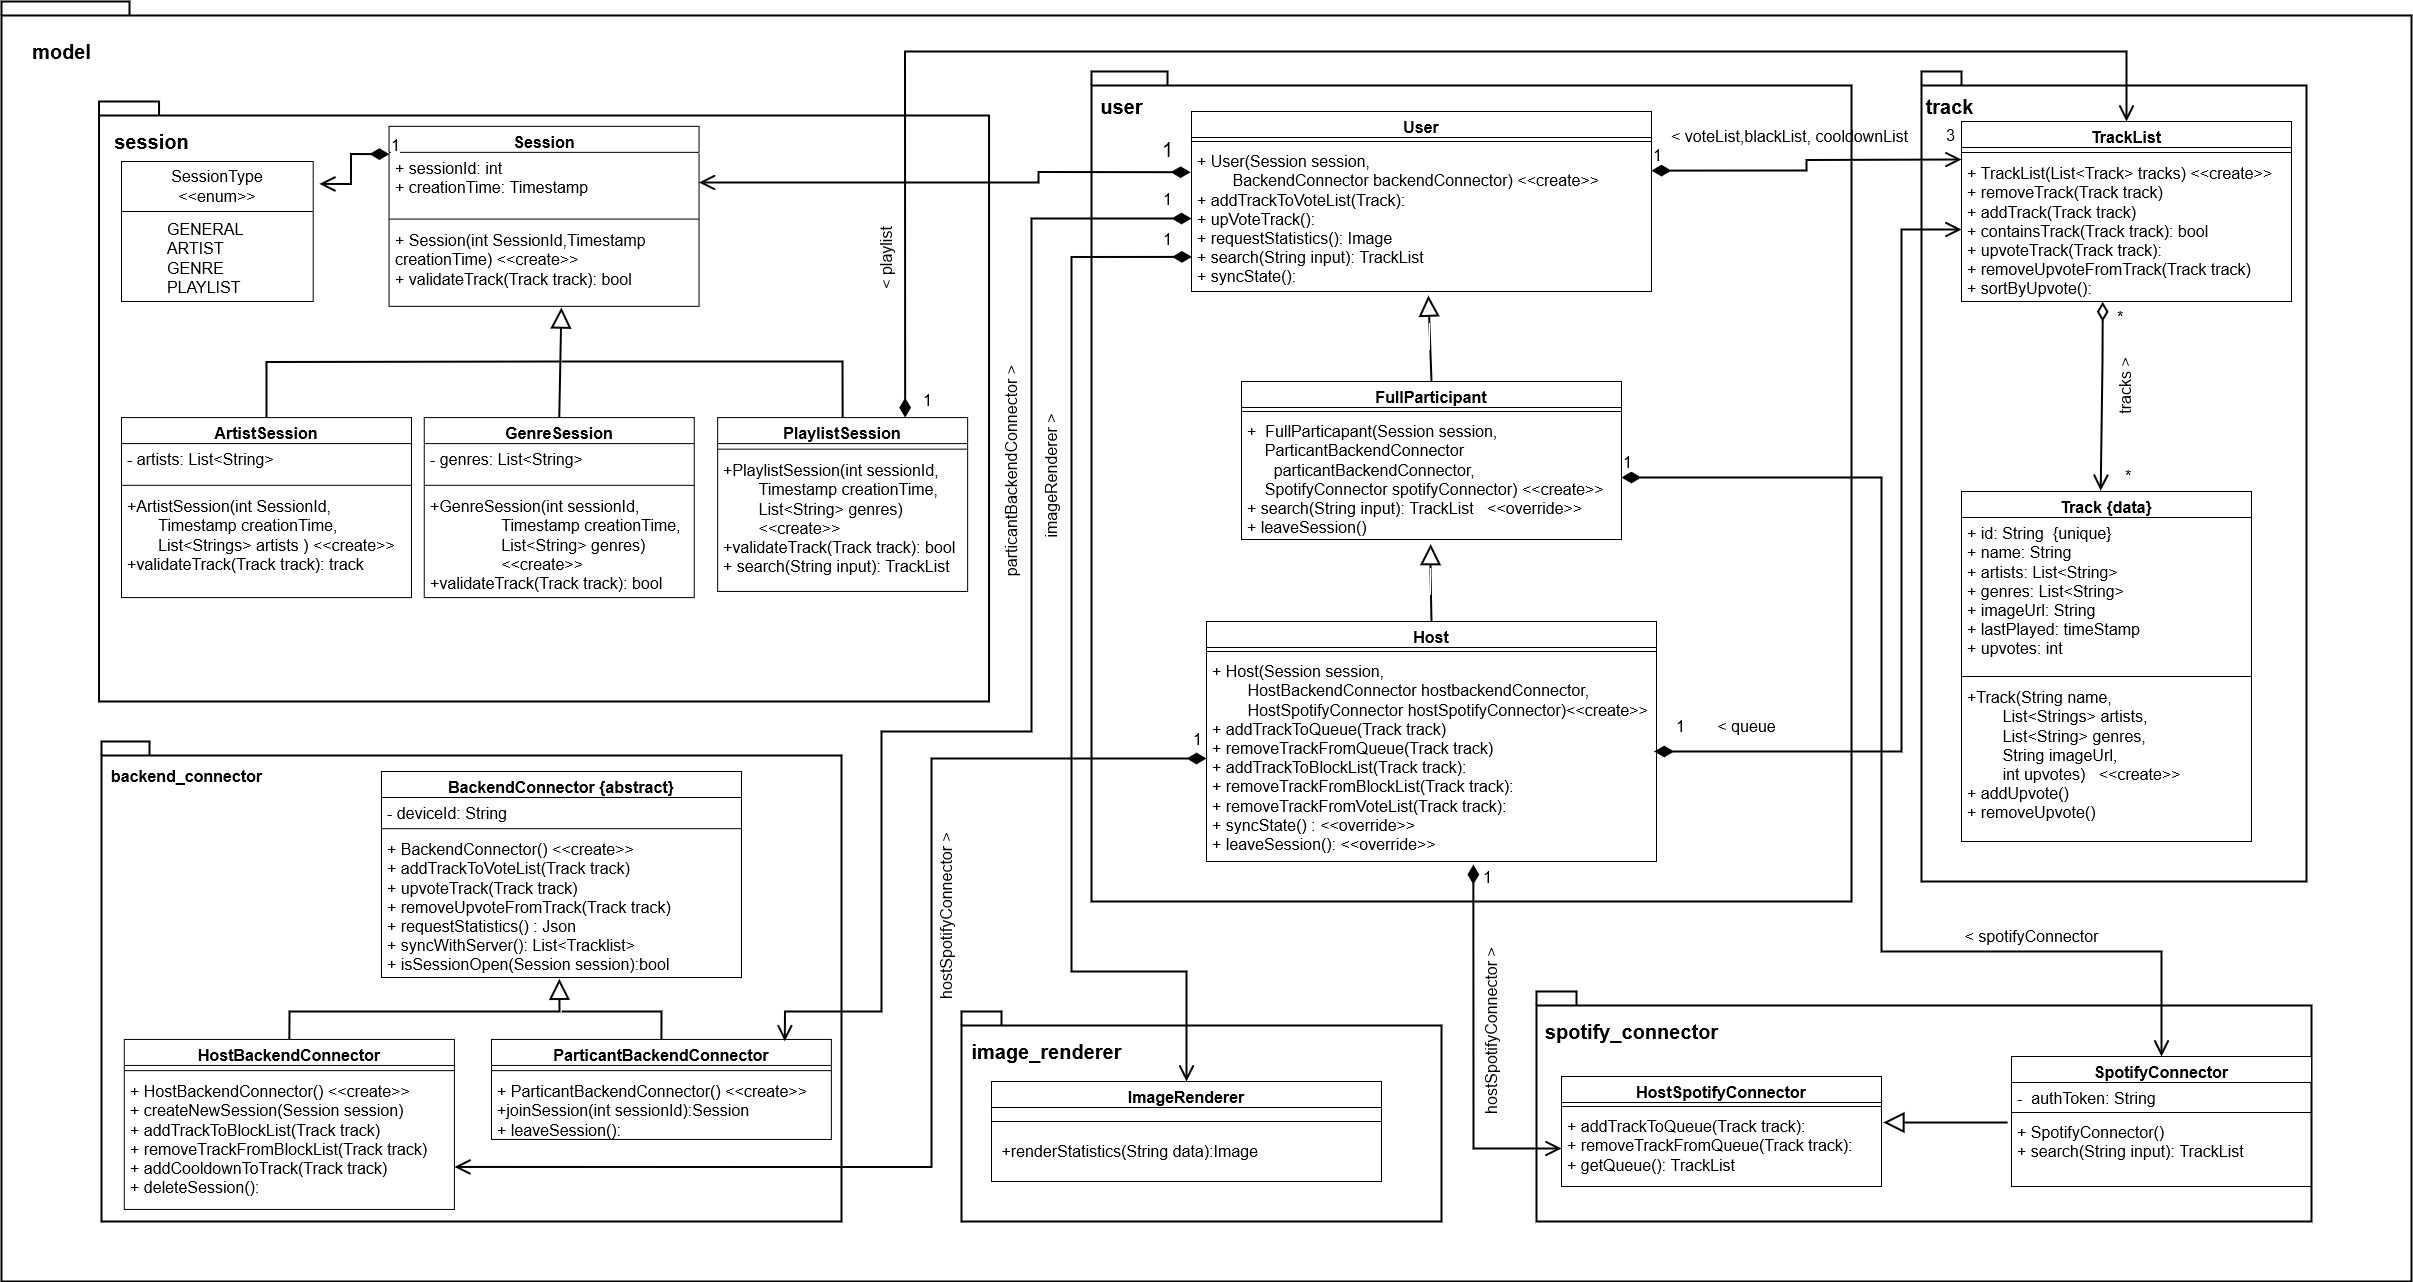 model
session
SessionType
<<enum>>
GENERAL
ARTIST
GENRE
PLAYLIST
1
Session
+ sessionId: int
+ creationTime: Timestamp
+ Session(int SessionId,Timestamp
creationTime) <<create>>
+ validateTrack(Track track): bool
ArtistSession
- artists: List<String>
+ArtistSession(int SessionId,
Timestamp creationTime,
List<Strings> artists ) <<create>>
+validateTrack(Track track): track
GenreSession
- genres: List<String>
+GenreSession(int sessionId,
Timestamp creationTime,
List<String> genres)
<<create>>
+validateTrack(Track track): bool
PlaylistSession
+PlaylistSession(int sessionId,
Timestamp creationTime,
List<String> genres)
<<create>>
+validateTrack(Track track): bool
+ search(String input): TrackList
1
< playlist
particantBackendConnector >
imageRenderer >
user
1
1
1
User
+ User(Session session,
BackendConnector backendConnector) <<create>>
+ addTrackToVoteList(Track):
+ upVoteTrack():
+ requestStatistics(): Image
+ search(String input): TrackList
+ syncState():
1
< voteList,blackList, cooldownList
3
FullParticipant
+  FullParticapant(Session session,
ParticantBackendConnector
particantBackendConnector,
SpotifyConnector spotifyConnector) <<create>>
+ search(String input): TrackList   <<override>>
+ leaveSession()
1
Host
+ Host(Session session,
HostBackendConnector hostbackendConnector,
HostSpotifyConnector hostSpotifyConnector)<<create>>
+ addTrackToQueue(Track track)
+ removeTrackFromQueue(Track track)
+ addTrackToBlockList(Track track):
+ removeTrackFromBlockList(Track track):
+ removeTrackFromVoteList(Track track):
+ syncState() : <<override>>
+ leaveSession(): <<override>>
1
1
< queue
1
track
TrackList
+ TrackList(List<Track> tracks) <<create>>
+ removeTrack(Track track)
+ addTrack(Track track)
+ containsTrack(Track track): bool
+ upvoteTrack(Track track):
+ removeUpvoteFromTrack(Track track)
+ sortByUpvote():
*
tracks >
*
Track {data}
+ id: String  {unique}
+ name: String
+ artists: List<String>
+ genres: List<String>
+ imageUrl: String
+ lastPlayed: timeStamp
+ upvotes: int
+Track(String name,
List<Strings> artists,
List<String> genres,
String imageUrl,
int upvotes)   <<create>>
+ addUpvote()
+ removeUpvote()
backend_connector
BackendConnector {abstract}
- deviceId: String
+ BackendConnector() <<create>>
+ addTrackToVoteList(Track track)
+ upvoteTrack(Track track)
+ removeUpvoteFromTrack(Track track)
+ requestStatistics() : Json
+ syncWithServer(): List<Tracklist>
+ isSessionOpen(Session session):bool
HostBackendConnector
+ HostBackendConnector() <<create>>
+ createNewSession(Session session)
+ addTrackToBlockList(Track track)
+ removeTrackFromBlockList(Track track)
+ addCooldownToTrack(Track track)
+ deleteSession():
ParticantBackendConnector
+ ParticantBackendConnector() <<create>>
+joinSession(int sessionId):Session
+ leaveSession():
hostSpotifyConnector >
image_renderer
ImageRenderer
+renderStatistics(String data):Image
hostSpotifyConnector >
< spotifyConnector
spotify_connector
HostSpotifyConnector
+ addTrackToQueue(Track track):
+ removeTrackFromQueue(Track track):
+ getQueue(): TrackList
SpotifyConnector
-  authToken: String
+ SpotifyConnector()
+ search(String input): TrackList